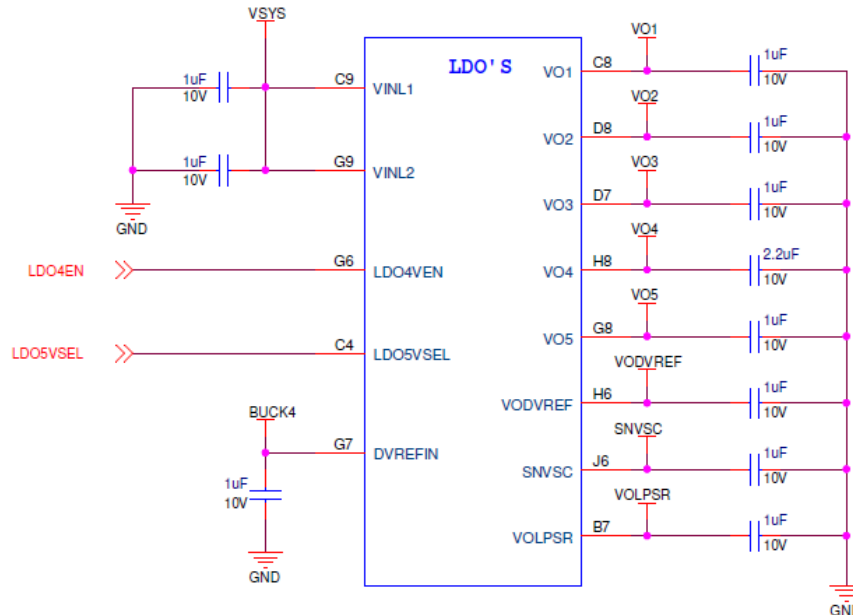 VSYS
1uF
10V
C9
VINL1
1uF
10V
G9
VINL2
GND
LDO4EN
G6
LDO4VEN
LDO5VSEL
C4
LDO5VSEL
BUCK4
G7
DVREFIN
1uF
10V
GND
LDO'S
VO1
VO1
C8
1uF
10V
VO2
VO2
D8
1uF
10V
VO3
VO3
D7
1uF
10V
VO4
VO4
H8
2.2uF
10V
VO5
VO5
G8
1uF
10V
VODVREF
VODVREF
H6
1uF
10V
SNVSC
SNVSC
J6
1uF
10V
VOLPSR
VOLPSR
B7
1uF
10V
GND